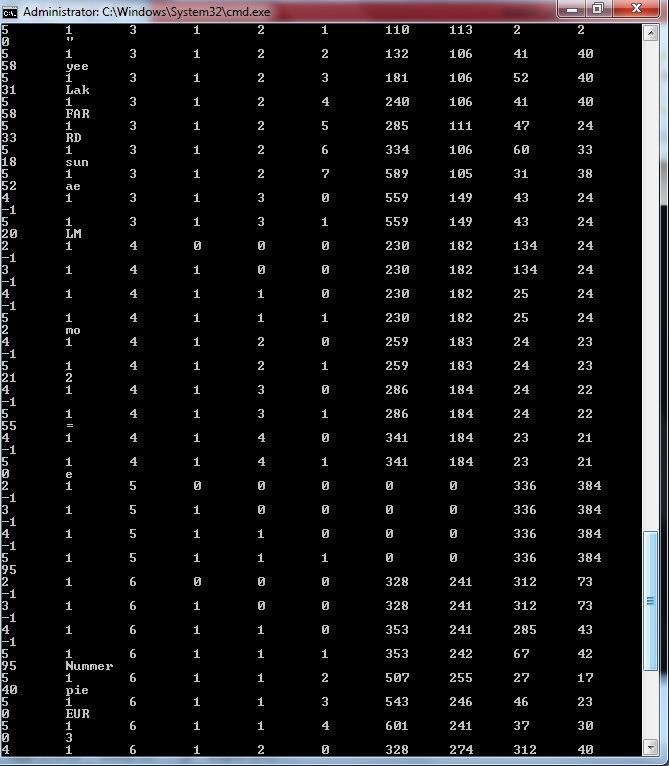 Administrator: C:\Windows\System32\cmd.exe
5 1 3 1 2 1 110 113 2 2
0 "
5 1 3 1 2 2 132 106 41 40
58 yee
5 1 3 1 2 3 181 106 52 40
31 Lak
5 1 3 1 2 4 240 106 41 40
58 FAR
5 1 3 1 2 5 285 111 47 24
33 RD
5 1 3 1 2 6 334 106 60 33
18 sun
5 1 3 1 2 7 589 105 31 38
52 ae
4 1 3 1 3 0 559 149 43 24
-1
5 1 3 1 3 1 559 149 43 24
20 LM
2 1 4 0 0 0 230 182 134 24
-1
3 1 4 1 0 0 230 182 134 24
-1
4 1 4 1 1 0 230 182 25 24
-1
5 1 4 1 1 1 230 182 25 24
2 mo
4 1 4 1 2 0 259 183 24 23
-1
5 1 4 1 2 1 259 183 24 23
21 2
4 1 4 1 3 0 286 184 24 22
-1
5 1 4 1 3 1 286 184 24 22
55 =
4 1 4 1 4 0 341 184 23 21
-1
5 1 4 1 4 1 341 184 23 21
0 e
2 1 5 0 0 0 0 0 336 384
-1
3 1 5 1 0 0 0 0 336 384
-1
4 1 5 1 1 0 0 0 336 384
-1
5 1 5 1 1 1 0 0 336 384
95
2 1 6 0 0 0 328 241 312 73
-1
3 1 6 1 0 0 328 241 312 73
-1
4 1 6 1 1 0 353 241 285 43
-1
5 1 6 1 1 1 353 242 67 42
95 Nummer
5 1 6 1 1 2 507 255 27 17
40 pie
5 1 6 1 1 3 543 246 46 23
0 EUR
5 1 6 1 1 4 601 241 37 30
0 3
4 1 6 1 2 0 328 274 312 40